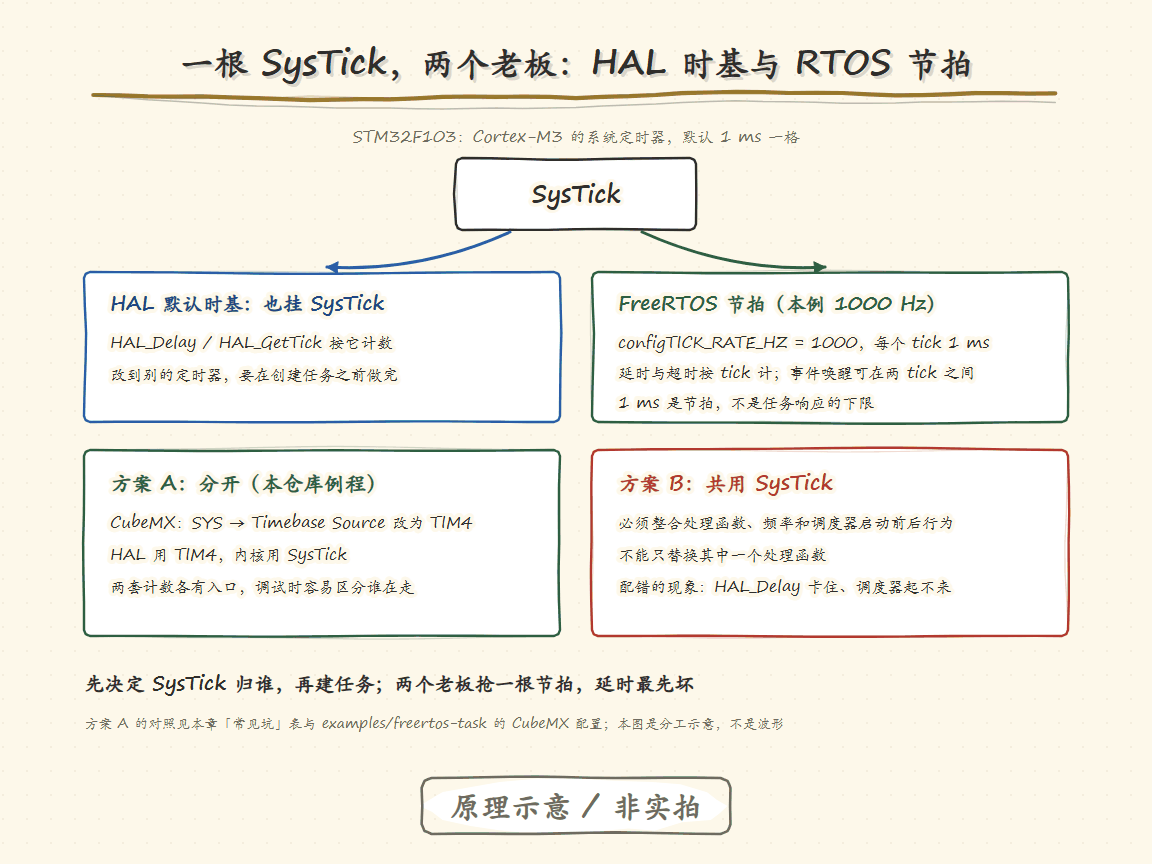 一根 SysTick，两个老板：HAL 时基与 RTOS 节拍
STM32F103：Cortex-M3 的系统定时器，默认 1 ms 一格
SysTick
HAL 默认时基：也挂 SysTick
HAL_Delay / HAL_GetTick 按它计数
改到别的定时器，要在创建任务之前做完
FreeRTOS 节拍（本例 1000 Hz）
configTICK_RATE_HZ = 1000，每个 tick 1 ms
延时与超时按 tick 计；事件唤醒可在两 tick 之间
1 ms 是节拍，不是任务响应的下限
方案 A：分开（本仓库例程）
CubeMX：SYS → Timebase Source 改为 TIM4
HAL 用 TIM4，内核用 SysTick
两套计数各有入口，调试时容易区分谁在走
方案 B：共用 SysTick
必须整合处理函数、频率和调度器启动前后行为
不能只替换其中一个处理函数
配错的现象：HAL_Delay 卡住、调度器起不来
先决定 SysTick 归谁，再建任务；两个老板抢一根节拍，延时最先坏
方案 A 的对照见本章「常见坑」表与 examples/freertos-task 的 CubeMX 配置；本图是分工示意，不是波形
原理示意 / 非实拍